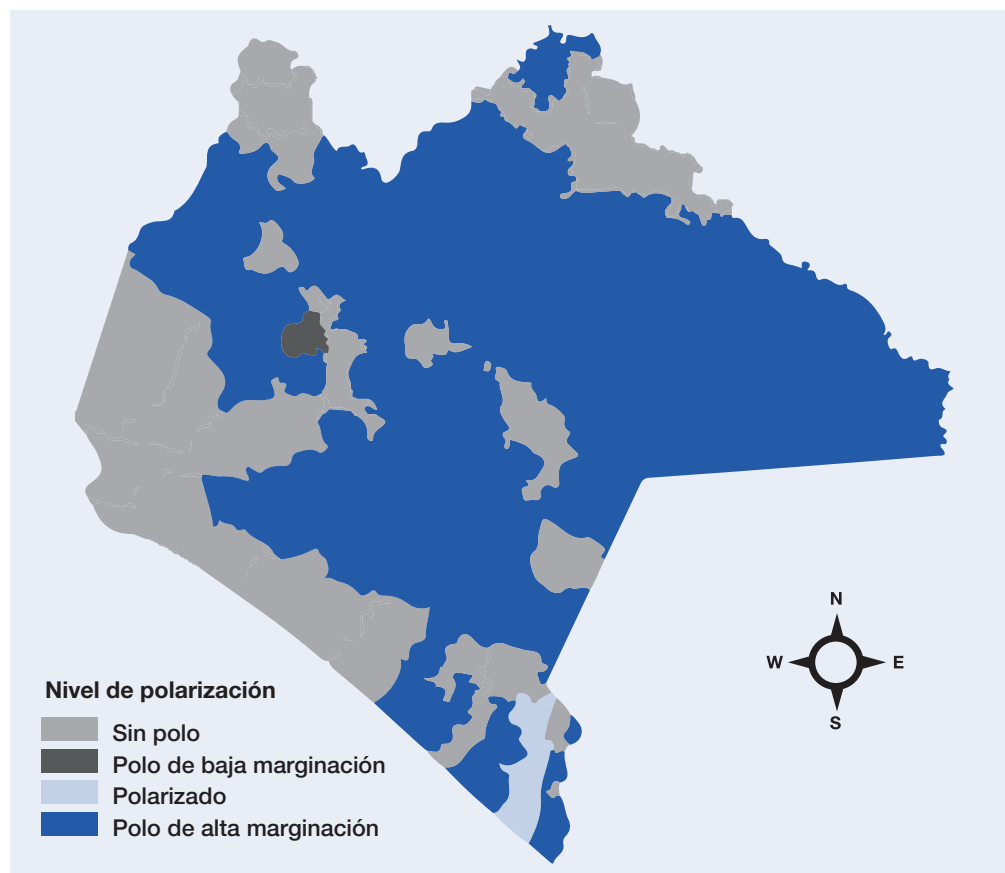 N
W E
S
Nivel de polarización
Sin polo
Polo de baja marginación
Polarizado
Polo de alta marginación